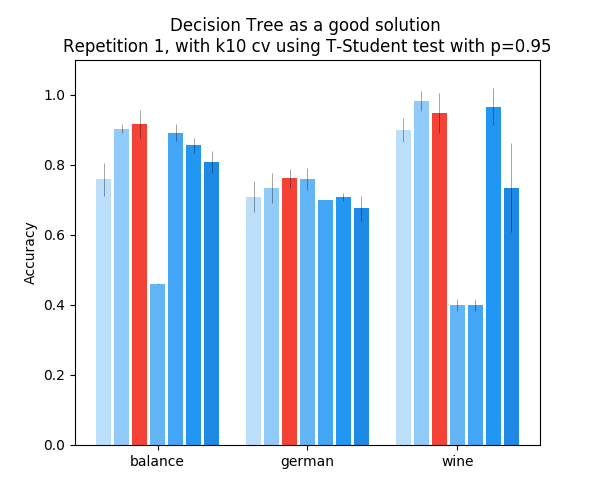 Decision Tree as a good solution
Repetition 1, with k10 cv using T-Student test with p=0.95
1.0
0.8
0.6
0.4
0.2
0.0
Accuracy
balance german wine